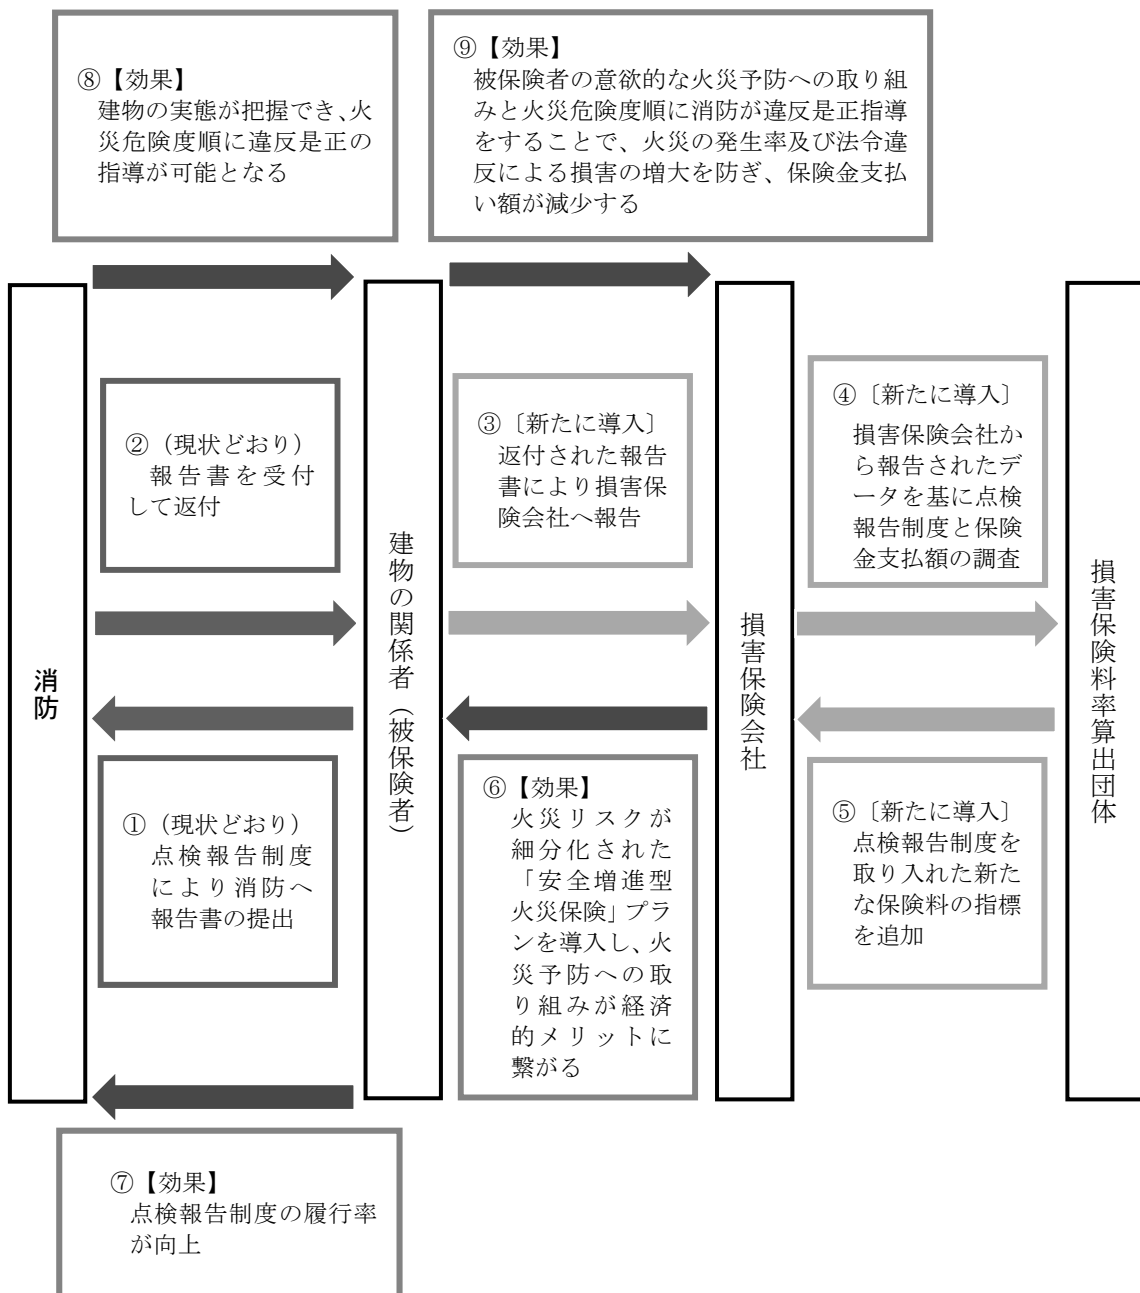 ⑧【効果】
建物の実態が把握でき、火
災危険度順に違反是正の
指導が可能となる
⑨【効果】
被保険者の意欲的な火災予防への取り組
みと火災危険度順に消防が違反是正指導
をすることで、火災の発生率及び法令違
反による損害の増大を防ぎ、保険金支払
い額が減少する
消防
②（現状どおり）
報告書を受付
して返付
①（現状どおり）
点検報告制度
により消防へ
報告書の提出
建物の関係者（被保険者）
③〔新たに導入〕
返付された報告
書により損害保
険会社へ報告
⑥【効果】
火災リスクが
細分化された
「安全増進型
火災保険」プラ
ンを導入し、火
災予防への取
り組みが経済
的メリットに
繋がる
損害保険会社
④〔新たに導入〕
損害保険会社か
ら報告されたデ
ータを基に点検
報告制度と保険
金支払額の調査
⑤〔新たに導入〕
点検報告制度を
取り入れた新た
な保険料の指標
を追加
損害保険料率算出団体
⑦【効果】
点検報告制度の履行率
が向上